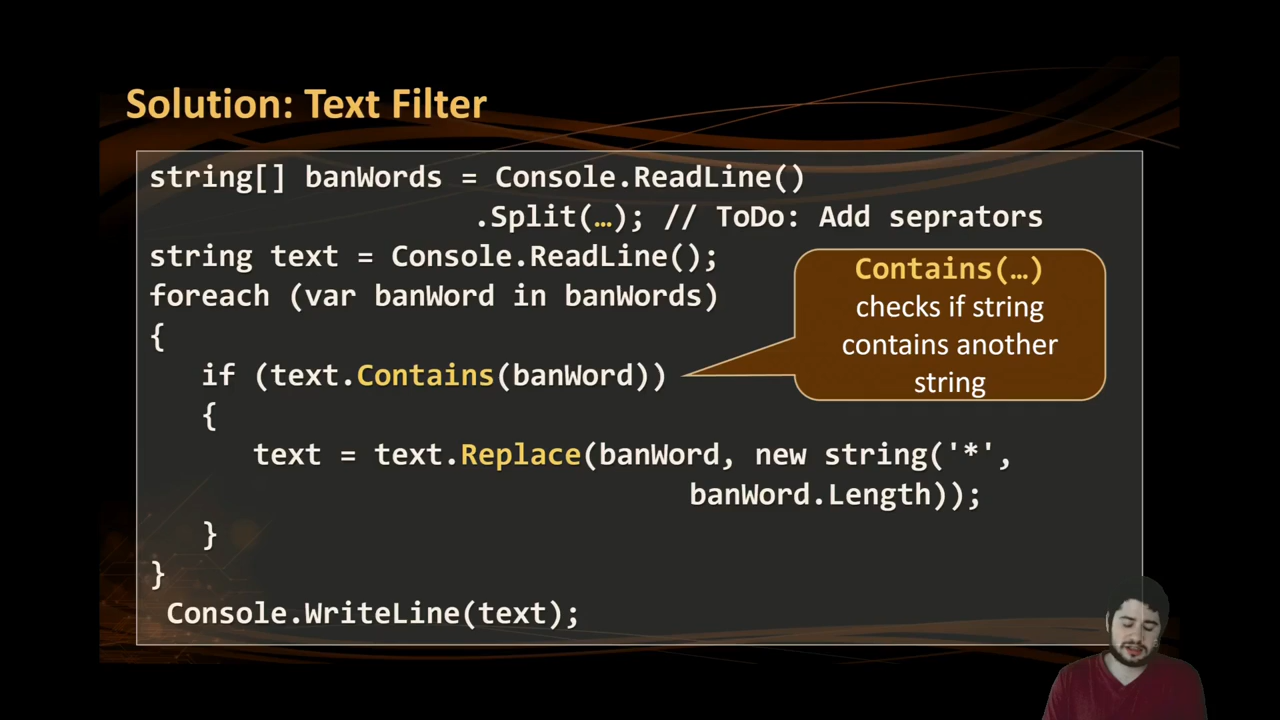 Solution: Text Filter
string[] banWords = Console.ReadLine()
.Split(…); // ToDo: Add seprators
string text = Console.ReadLine();
foreach (var banWord in banWords)
{
if (text.Contains(banWord))
{
text = text.Replace(banWord, new string('*',
banWord.Length));
}
}
Console.WriteLine(text);
Contains(…)
checks if string
contains another
string